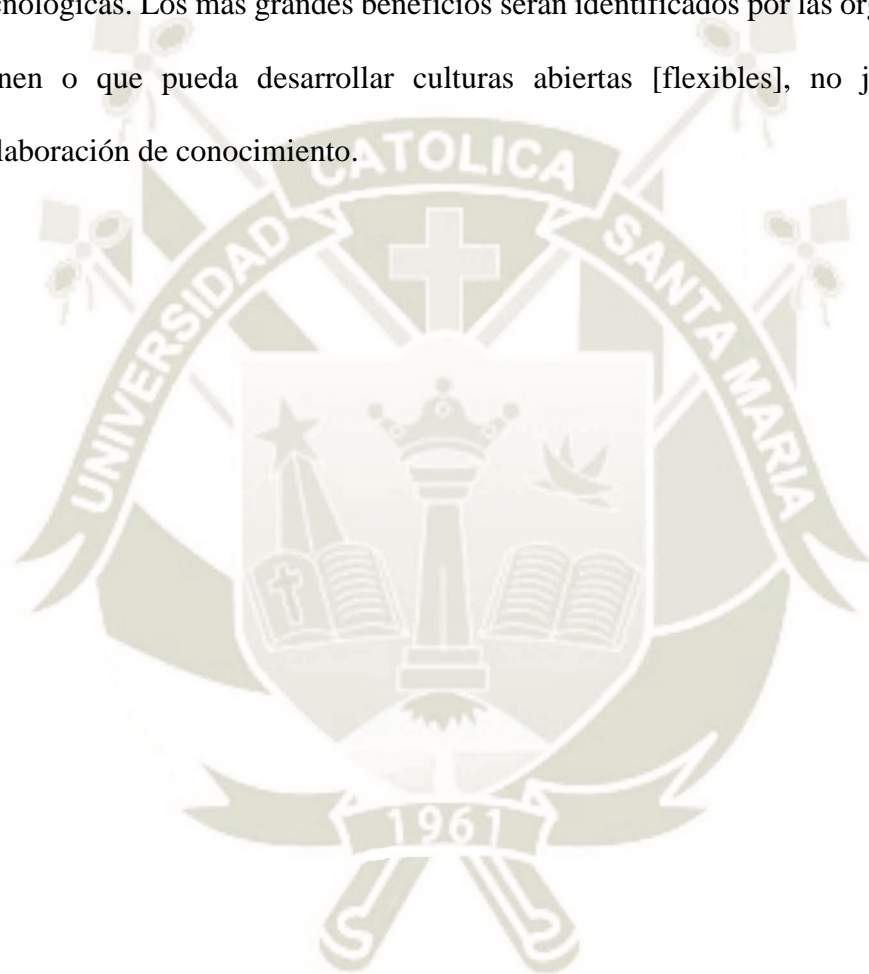 cnológicas. Los más grandes beneficios serán identificados por las org
nen o que pueda desarrollar culturas abiertas [flexibles], no j
laboración de conocimiento.
UNIVERSIDAD CATOLICA SANTA MARIA
1961